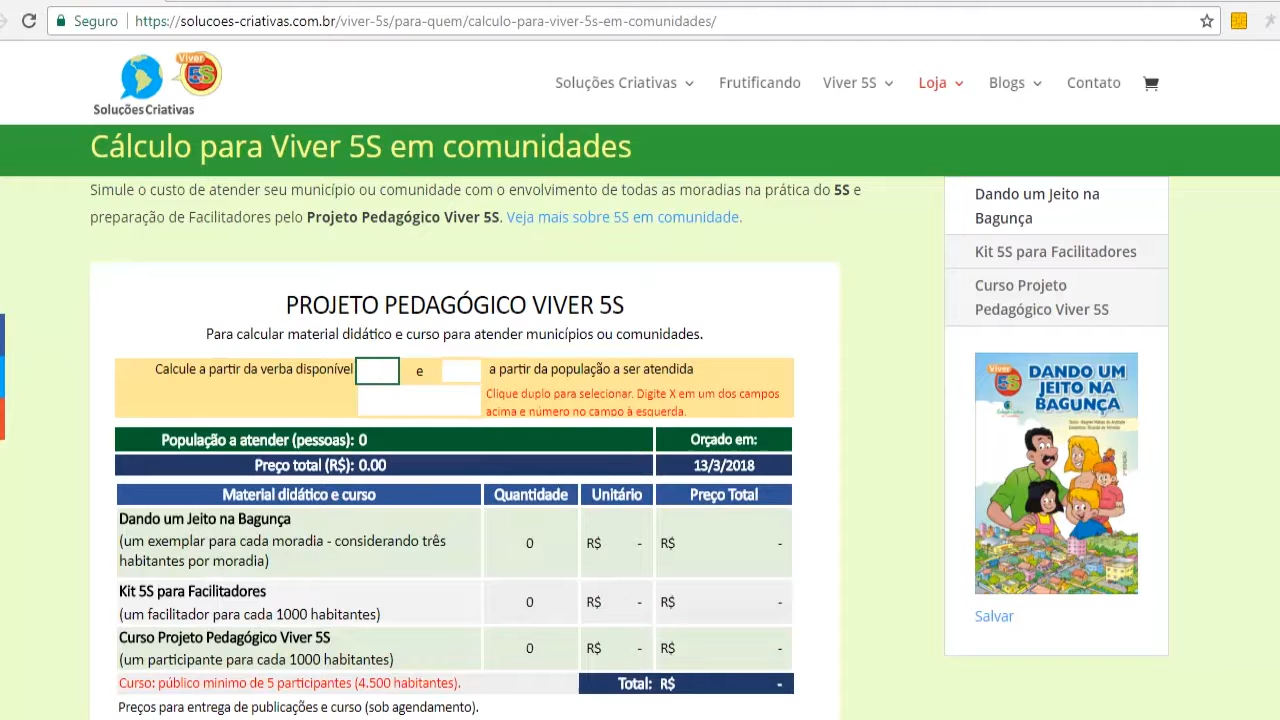 Seguro
https://solucoes-criativas.com.br/viver-5s/para-quem/calculo-para-viver-5s-em-comunidades/
Viver
5S
Soluções Criativas
Soluções Criativas Frutificando Viver 5S Loja Blogs Contato
Cálculo para Viver 5S em comunidades
Simule o custo de atender seu município ou comunidade com o envolvimento de todas as moradias na prática do 5S e
preparação de Facilitadores pelo Projeto Pedagógico Viver 5S. Veja mais sobre 5S em comunidade.
PROJETO PEDAGÓGICO VIVER 5S
Para calcular material didático e curso para atender municípios ou comunidades.
Calcule a partir da verba disponível e a partir da população a ser atendida
Clique duplo para selecionar. Digite X em um dos campos
acima e número no campo à esquerda.
População a atender (pessoas): 0 Orçado em:
Preço total (R$): 0.00 13/3/2018
Material didático e curso Quantidade Unitário Preço Total
Dando um Jeito na Bagunça
(um exemplar para cada moradia - considerando três
habitantes por moradia)
0 R$ - R$ -
Kit 5S para Facilitadores
(um facilitador para cada 1000 habitantes)
0 R$ - R$ -
Curso Projeto Pedagógico Viver 5S
(um participante para cada 1000 habitantes)
0 R$ - R$ -
Curso: público minimo de 5 participantes (4.500 habitantes). Total: R$ -
Preços para entrega de publicações e curso (sob agendamento).
Dando um Jeito na
Bagunça
Kit 5S para Facilitadores
Curso Projeto
Pedagógico Viver 5S
Viver
5S
DANDO UM
JEITO NA
BAGUNÇA
Salvar